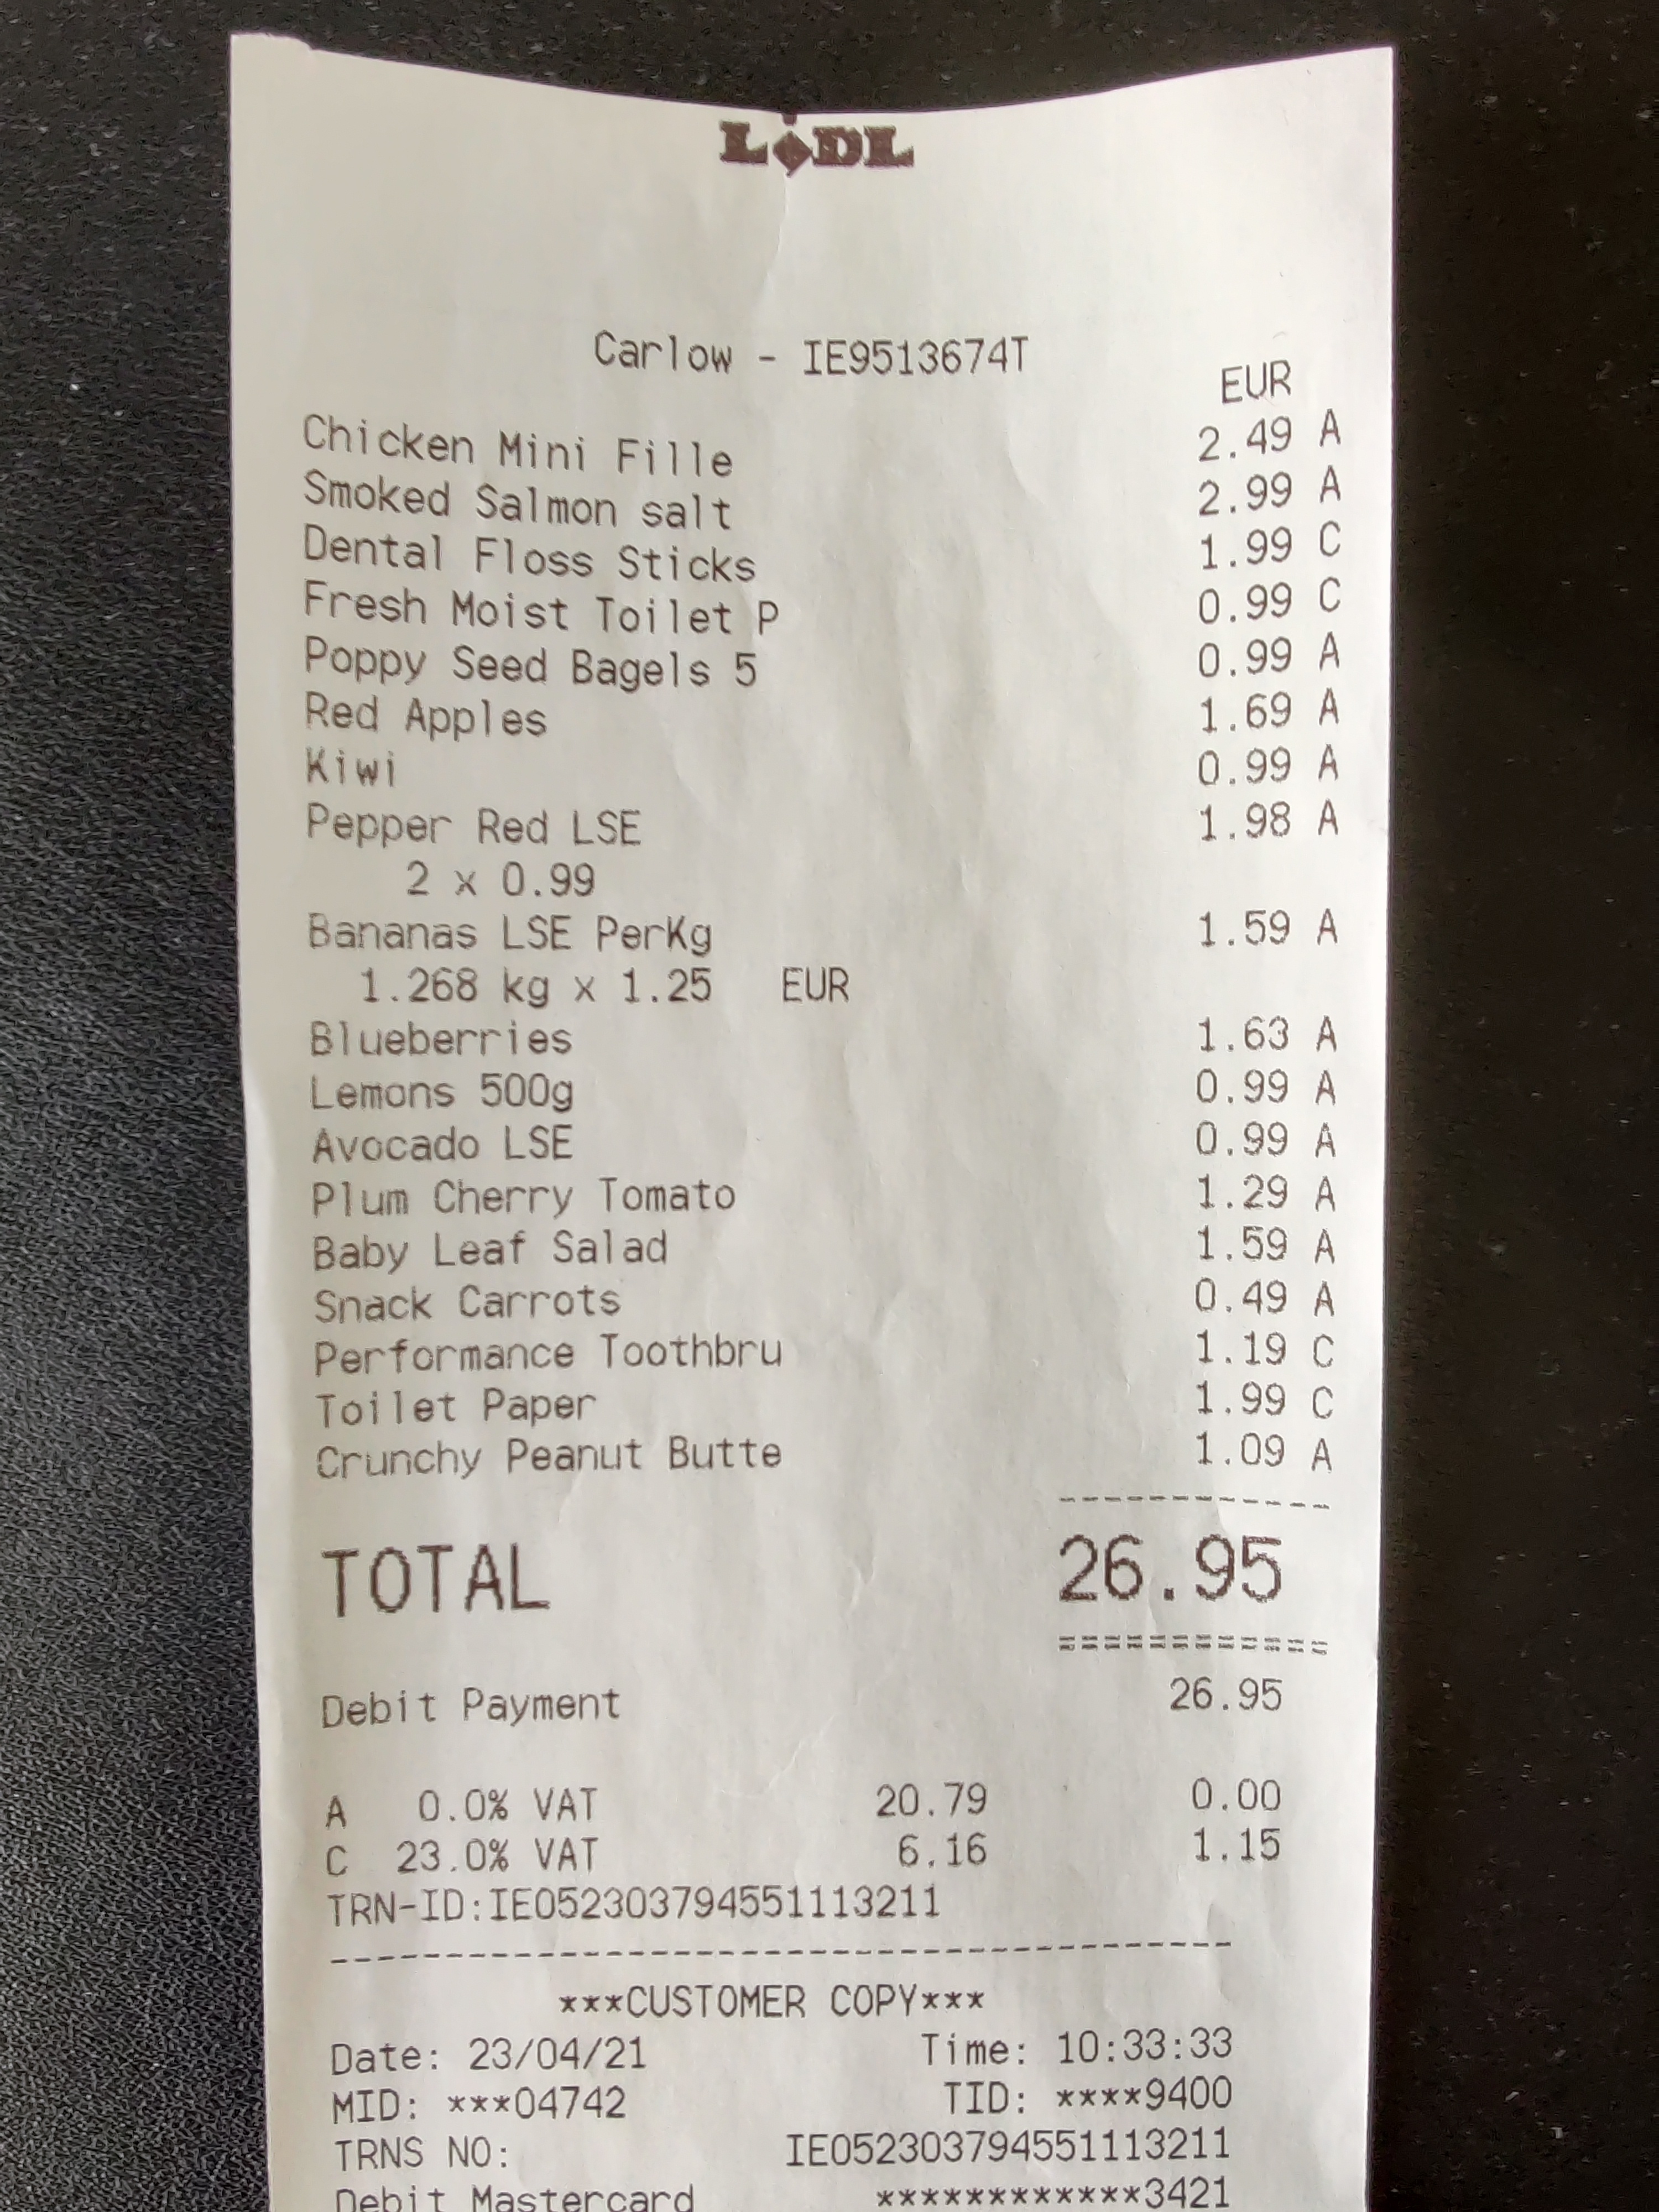 LIDL
Carlow - IE9513674T
EUR
Chicken Mini Fille 2.49 A
Smoked Salmon salt 2.99 A
Dental Floss Sticks 1.99 C
Fresh Moist Toilet P 0.99 C
Poppy Seed Bagels 5 0.99 A
Red Apples 1.69 A
Kiwi 0.99 A
Pepper Red LSE 1.98 A
2 x 0.99
Bananas LSE PerKg 1.59 A
1.268 kg x 1.25 EUR
Blueberries 1.63 A
Lemons 500g 0.99 A
Avocado LSE 0.99 A
Plum Cherry Tomato 1.29 A
Baby Leaf Salad 1.59 A
Snack Carrots 0.49 A
Performance Toothbru 1.19 C
Toilet Paper 1.99 C
Crunchy Peanut Butte 1.09 A
------------
TOTAL 26.95
============
Debit Payment 26.95
A 0.0% VAT 20.79 0.00
C 23.0% VAT 6.16 1.15
TRN-ID:IE052303794551113211
---------------------------------------
***CUSTOMER COPY***
Date: 23/04/21 Time: 10:33:33
MID: ***04742 TID: ****9400
TRNS NO: IE052303794551113211
Debit Mastercard ************3421